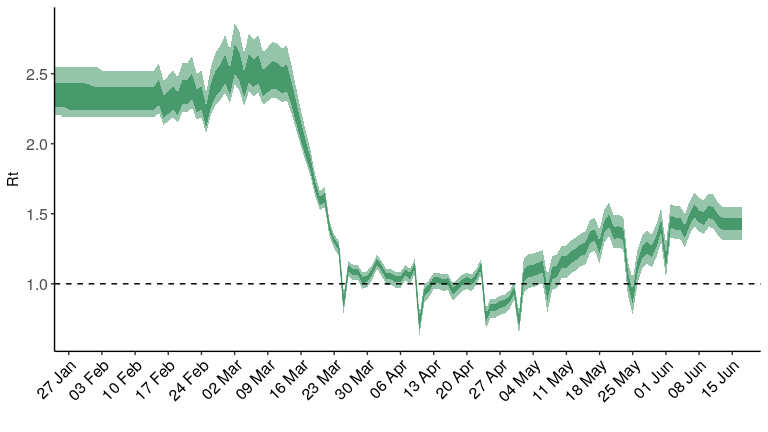 2.5
2.0
1.5
1.0
Rt
27 Jan
03 Feb
10 Feb
17 Feb
24 Feb
02 Mar
09 Mar
16 Mar
23 Mar
30 Mar
06 Apr
13 Apr
20 Apr
27 Apr
04 May
11 May
18 May
25 May
01 Jun
08 Jun
15 Jun